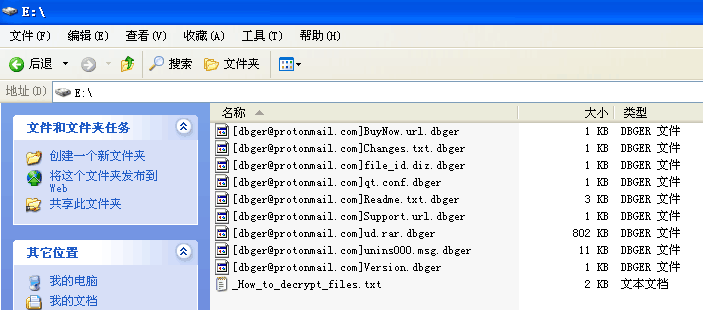 E:\
文件(F) 编辑(E) 查看(V) 收藏(A) 工具(T) 帮助(H)
后退 搜索 文件夹
地址(D) E:\
文件和文件夹任务
创建一个新文件夹
将这个文件夹发布到
Web
共享此文件夹
其它位置
我的电脑
我的文档
名称 大小 类型
[dbger@protonmail.com]BuyNow.url.dbger 1 KB DBGER 文件
[dbger@protonmail.com]Changes.txt.dbger 1 KB DBGER 文件
[dbger@protonmail.com]file_id.diz.dbger 1 KB DBGER 文件
[dbger@protonmail.com]qt.conf.dbger 1 KB DBGER 文件
[dbger@protonmail.com]Readme.txt.dbger 3 KB DBGER 文件
[dbger@protonmail.com]Support.url.dbger 1 KB DBGER 文件
[dbger@protonmail.com]ud.rar.dbger 802 KB DBGER 文件
[dbger@protonmail.com]unins000.msg.dbger 11 KB DBGER 文件
[dbger@protonmail.com]Version.dbger 1 KB DBGER 文件
_How_to_decrypt_files.txt 2 KB 文本文档